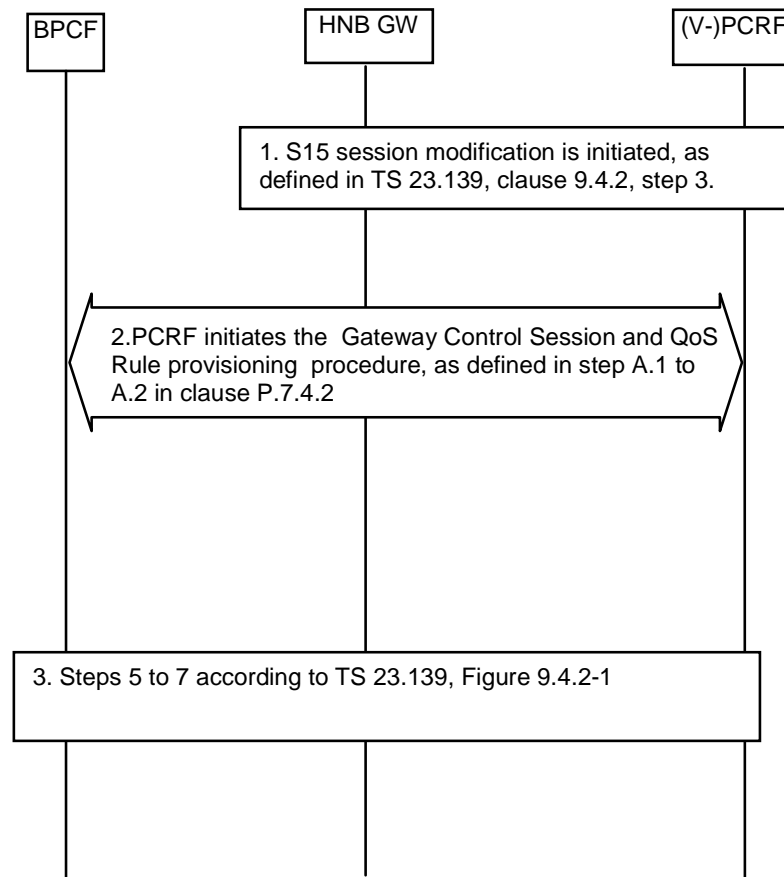 BPCF
HNB GW
(V-)PCRF
1. S15 session modification is initiated, as
defined in TS 23.139, clause 9.4.2, step 3.
2.PCRF initiates the  Gateway Control Session and QoS
Rule provisioning  procedure, as defined in step A.1 to
A.2 in clause P.7.4.2
3. Steps 5 to 7 according to TS 23.139, Figure 9.4.2-1